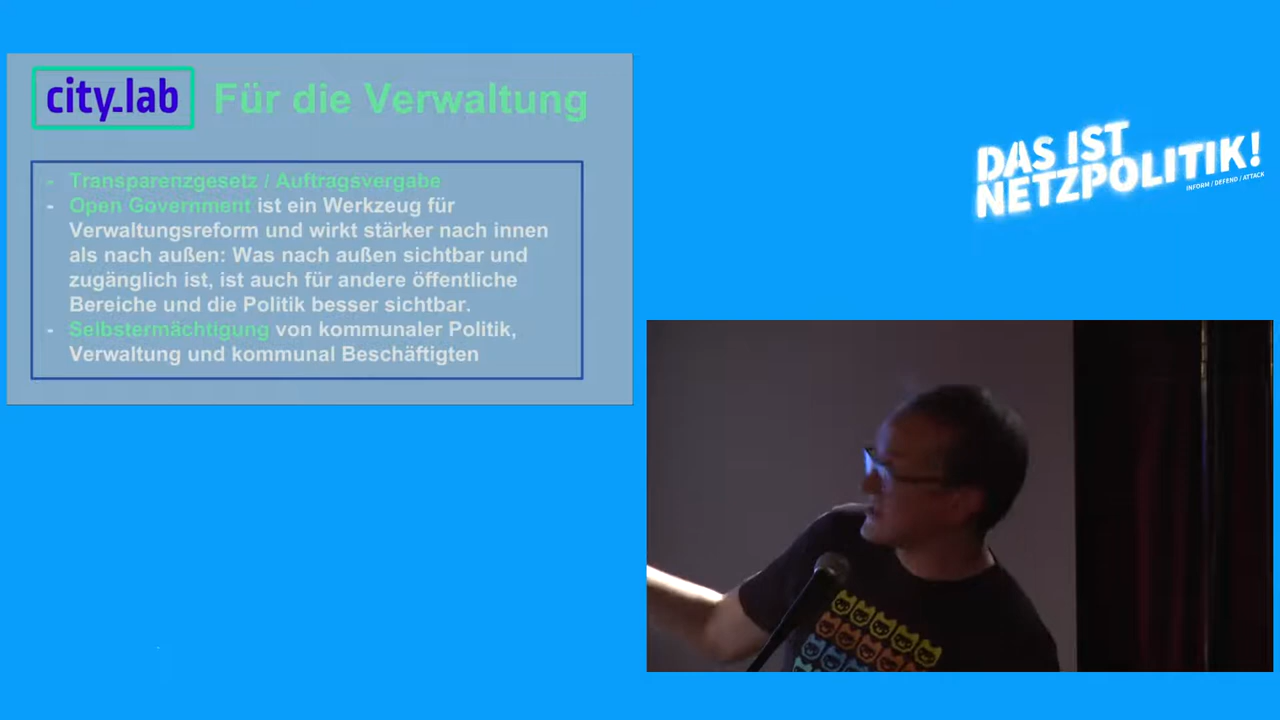 city_lab Für die Verwaltung
- Transparenzgesetz / Auftragsvergabe
- Open Government ist ein Werkzeug für
Verwaltungsreform und wirkt stärker nach innen
als nach außen: Was nach außen sichtbar und
zugänglich ist, ist auch für andere öffentliche
Bereiche und die Politik besser sichtbar.
- Selbstermächtigung von kommunaler Politik,
Verwaltung und kommunal Beschäftigten
DAS IST
NETZPOLITIK!
INFORM / DEFEND / ATTACK